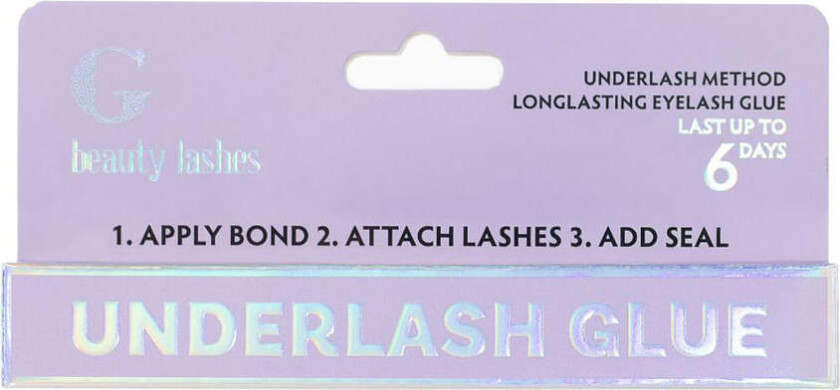 G
beauty lashes
UNDERLASH METHOD
LONGLASTING EYELASH GLUE
LAST UP TO
6 DAYS
1. APPLY BOND 2. ATTACH LASHES 3. ADD SEAL
UNDERLASH GLUE